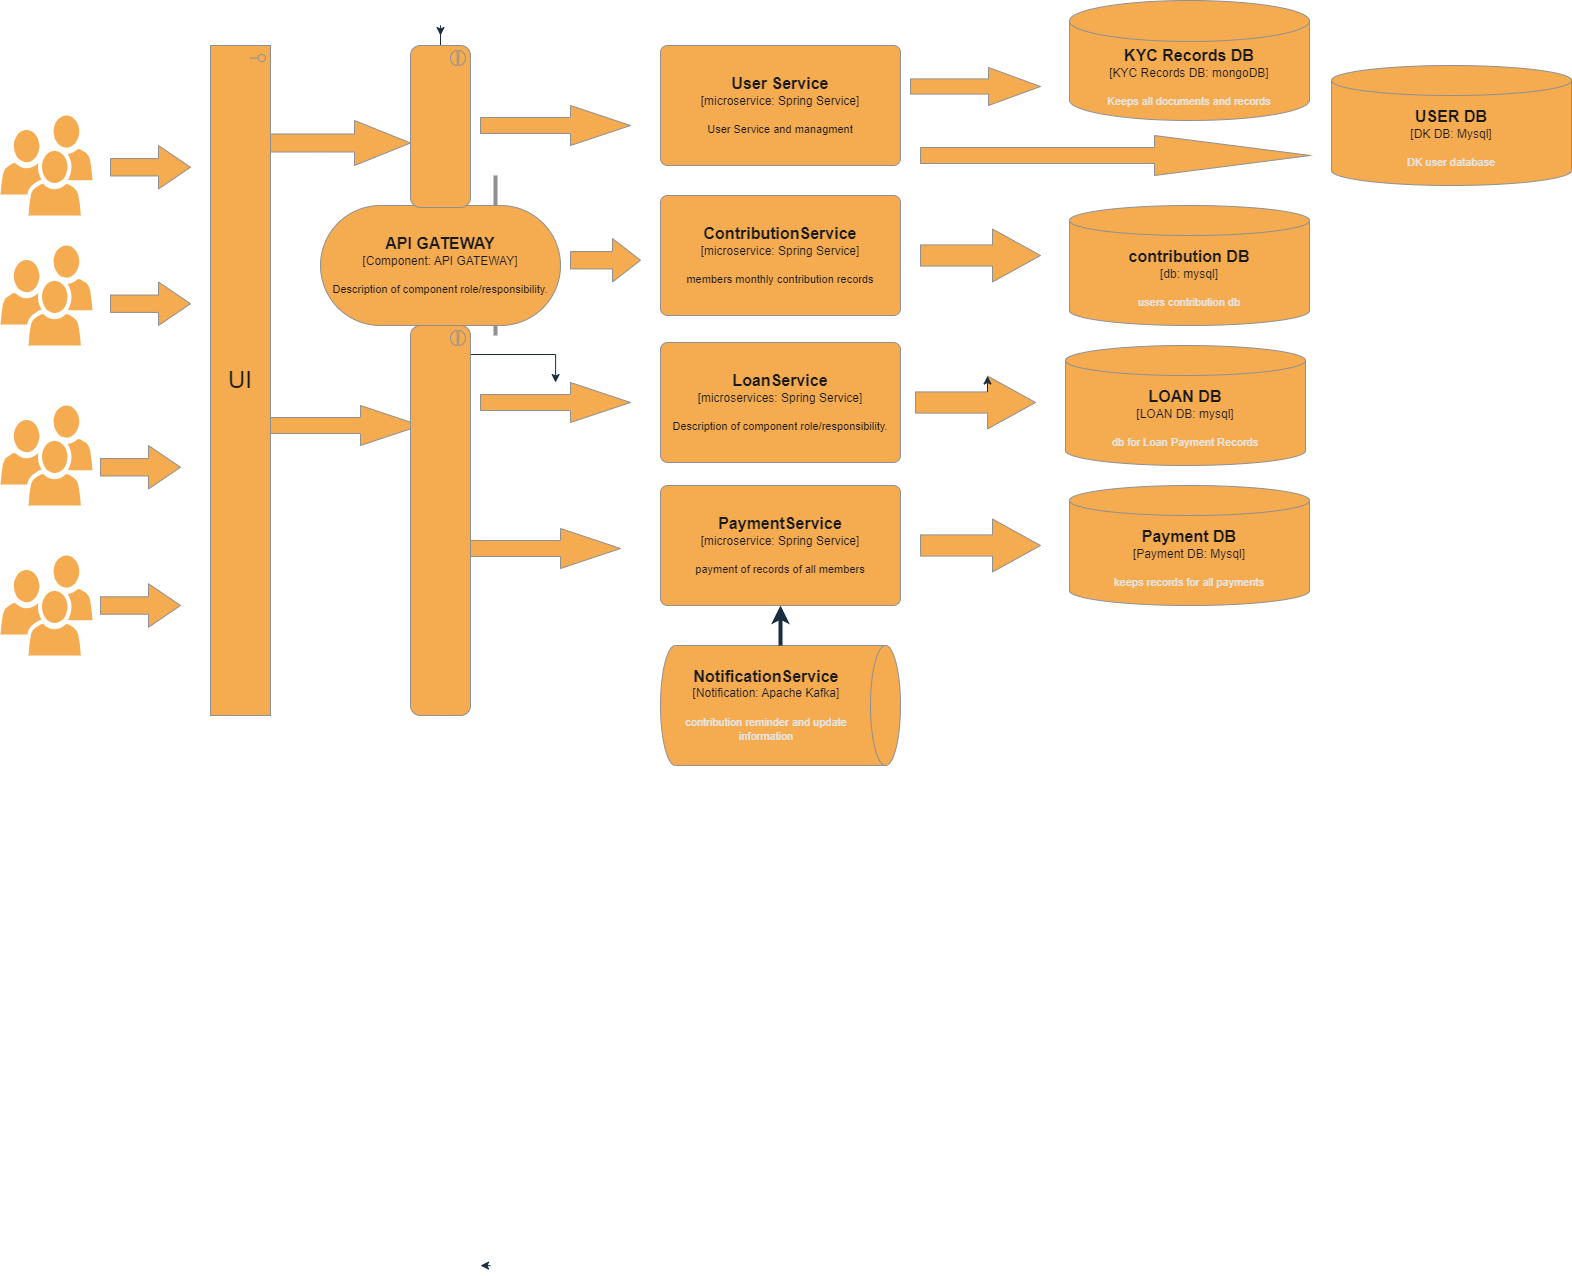 UI
API GATEWAY
[Component: API GATEWAY]
Description of component role/responsibility.
User Service
[microservice: Spring Service]
User Service and managment
ContributionService
[microservice: Spring Service]
members monthly contribution records
LoanService
[microservices: Spring Service]
Description of component role/responsibility.
PaymentService
[microservice: Spring Service]
payment of records of all members
NotificationService
[Notification: Apache Kafka]
contribution reminder and update
information
KYC Records DB
[KYC Records DB: mongoDB]
Keeps all documents and records
USER DB
[DK DB: Mysql]
DK user database
contribution DB
[db: mysql]
users contribution db
LOAN DB
[LOAN DB: mysql]
db for Loan Payment Records
Payment DB
[Payment DB: Mysql]
keeps records for all payments